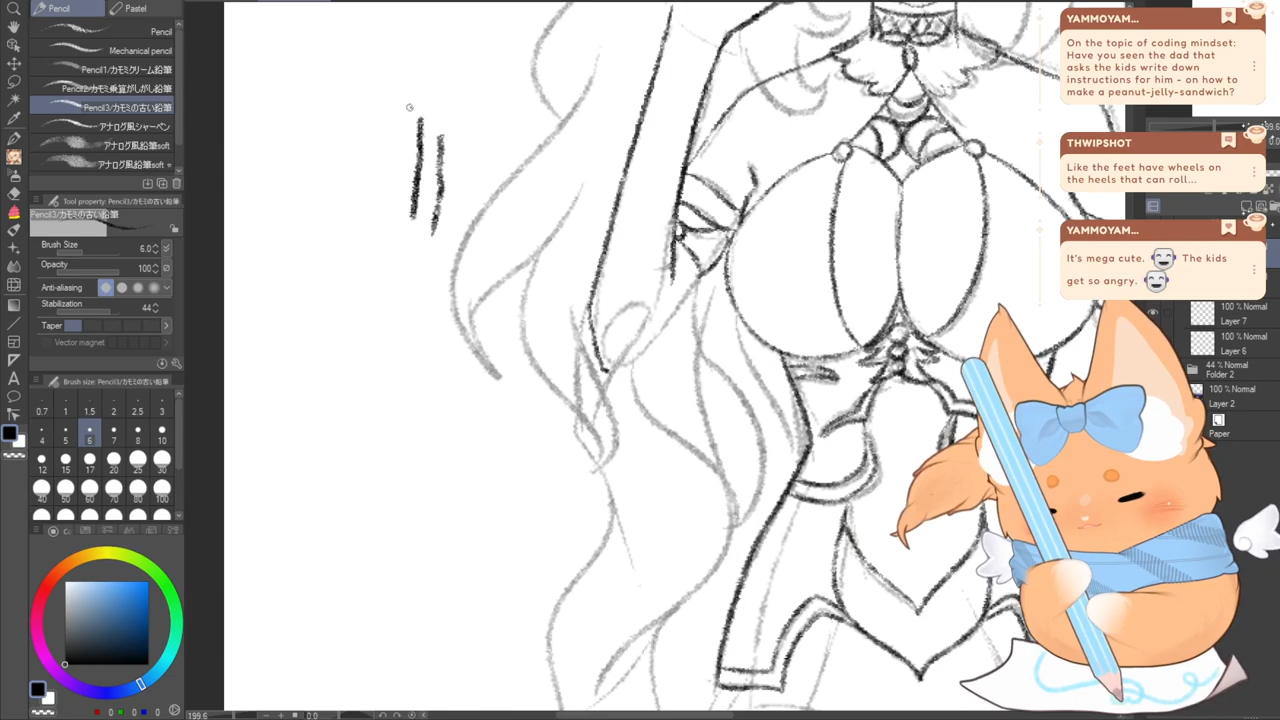 Pencil
Pastel
Pencil
Mechanical pencil
Pencil1/カモミクリーム鉛筆
Pencil2/カモミ乗算がしがし鉛筆
Pencil3/カモミの古い鉛筆
アナログ風シャーペン
アナログ風鉛筆soft
アナログ風鉛筆soft
Tool property: Pencil3/カモミの古い鉛筆
Pencil3/カモミの古い鉛筆
Brush Size 6.0
Opacity 100
Anti-aliasing
Stabilization 44
Taper
Vector magnet
Brush size: Pencil3/カモミの古い鉛筆
0.7 1 1.5 2 2.5 3
4 5 6 7 8 10
12 15 17 20 25 30
40 50 60 70 80 100
0 0 0
199.6 0.0
YAMMOYAM...
On the topic of coding mindset:
Have you seen the dad that
asks the kids write down
instructions for him - on how to
make a peanut-jelly-sandwich?
THWIPSHOT
Like the feet have wheels on
the heels that can roll...
YAMMOYAM...
It's mega cute. The kids
get so angry.
100 % Normal
Layer 7
100 % Normal
Layer 6
44 % Normal
Folder 2
100 % Normal
Layer 2
Paper